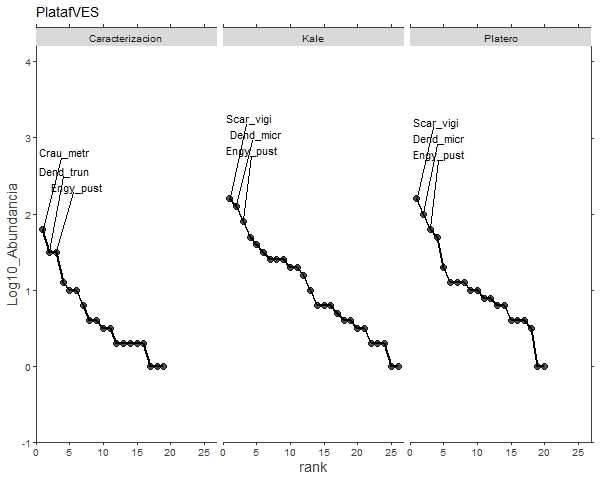 PlatafVES
Caracterizacion
Kale
Platero
4
3
2
1
0
-1
Log10_Abundancia
Crau_metr
Dend_trun
Engy_pust
Scar_vigi
Dend_micr
Engy_pust
Scar_vigi
Dend_micr
Engy_pust
0 5 10 15 20 25
0 5 10 15 20 25
0 5 10 15 20 25
rank